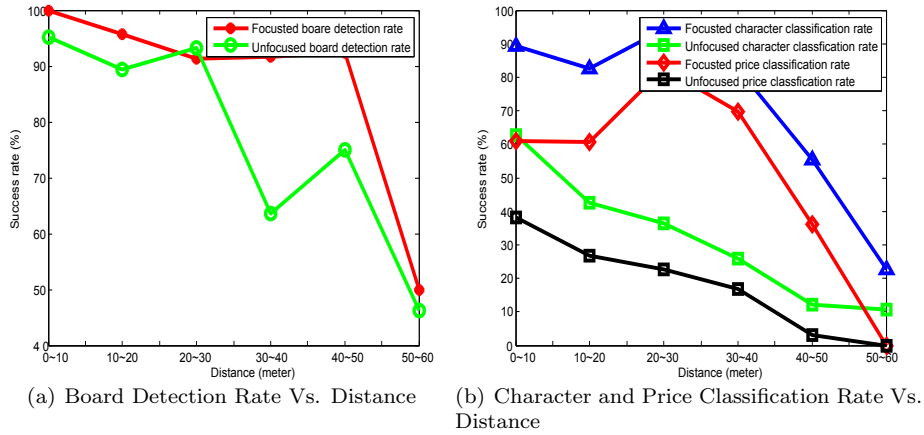 100
90
80
70
60
50
40
0~10 10~20 20~30 30~40 40~50 50~60
Distance (meter)
Success rate (%)
Focusted boare detection rate
Unfocused board detection rate
(a) Board Detection Rate Vs. Distance
100
90
80
70
60
50
40
30
20
10
0
0~10 10~20 20~30 30~40 40~50 50~60
Distance (meter)
Success rate (%)
Focusted character classification rate
Unfocused character classfication rate
Focusted price classfication rate
Unfocused price classfication rate
(b) Character and Price Classification Rate Vs.
Distance